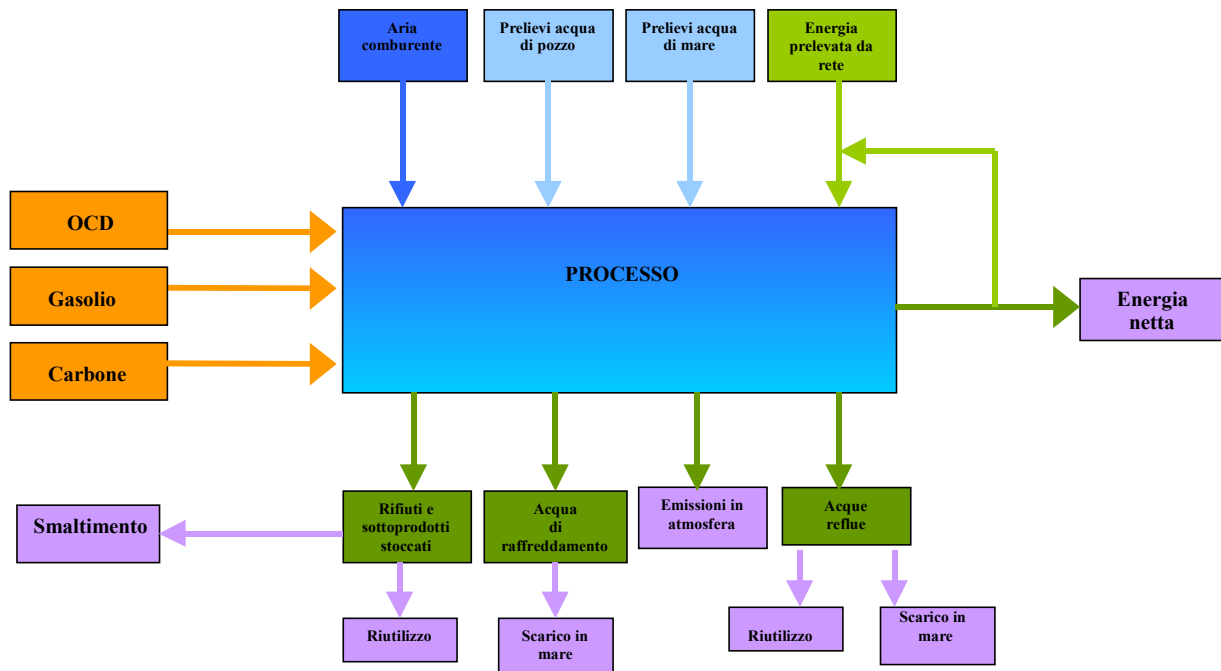 Aria
comburente
Prelievi acqua
di pozzo
Prelievi acqua
di mare
Energia
prelevata da
rete
OCD
Gasolio
Carbone
PROCESSO
Energia
netta
Smaltimento
Rifiuti e
sottoprodotti
stoccati
Acqua
di
raffreddamento
Emissioni in
atmosfera
Acque
reflue
Riutilizzo
Scarico in
mare
Riutilizzo
Scarico in
mare